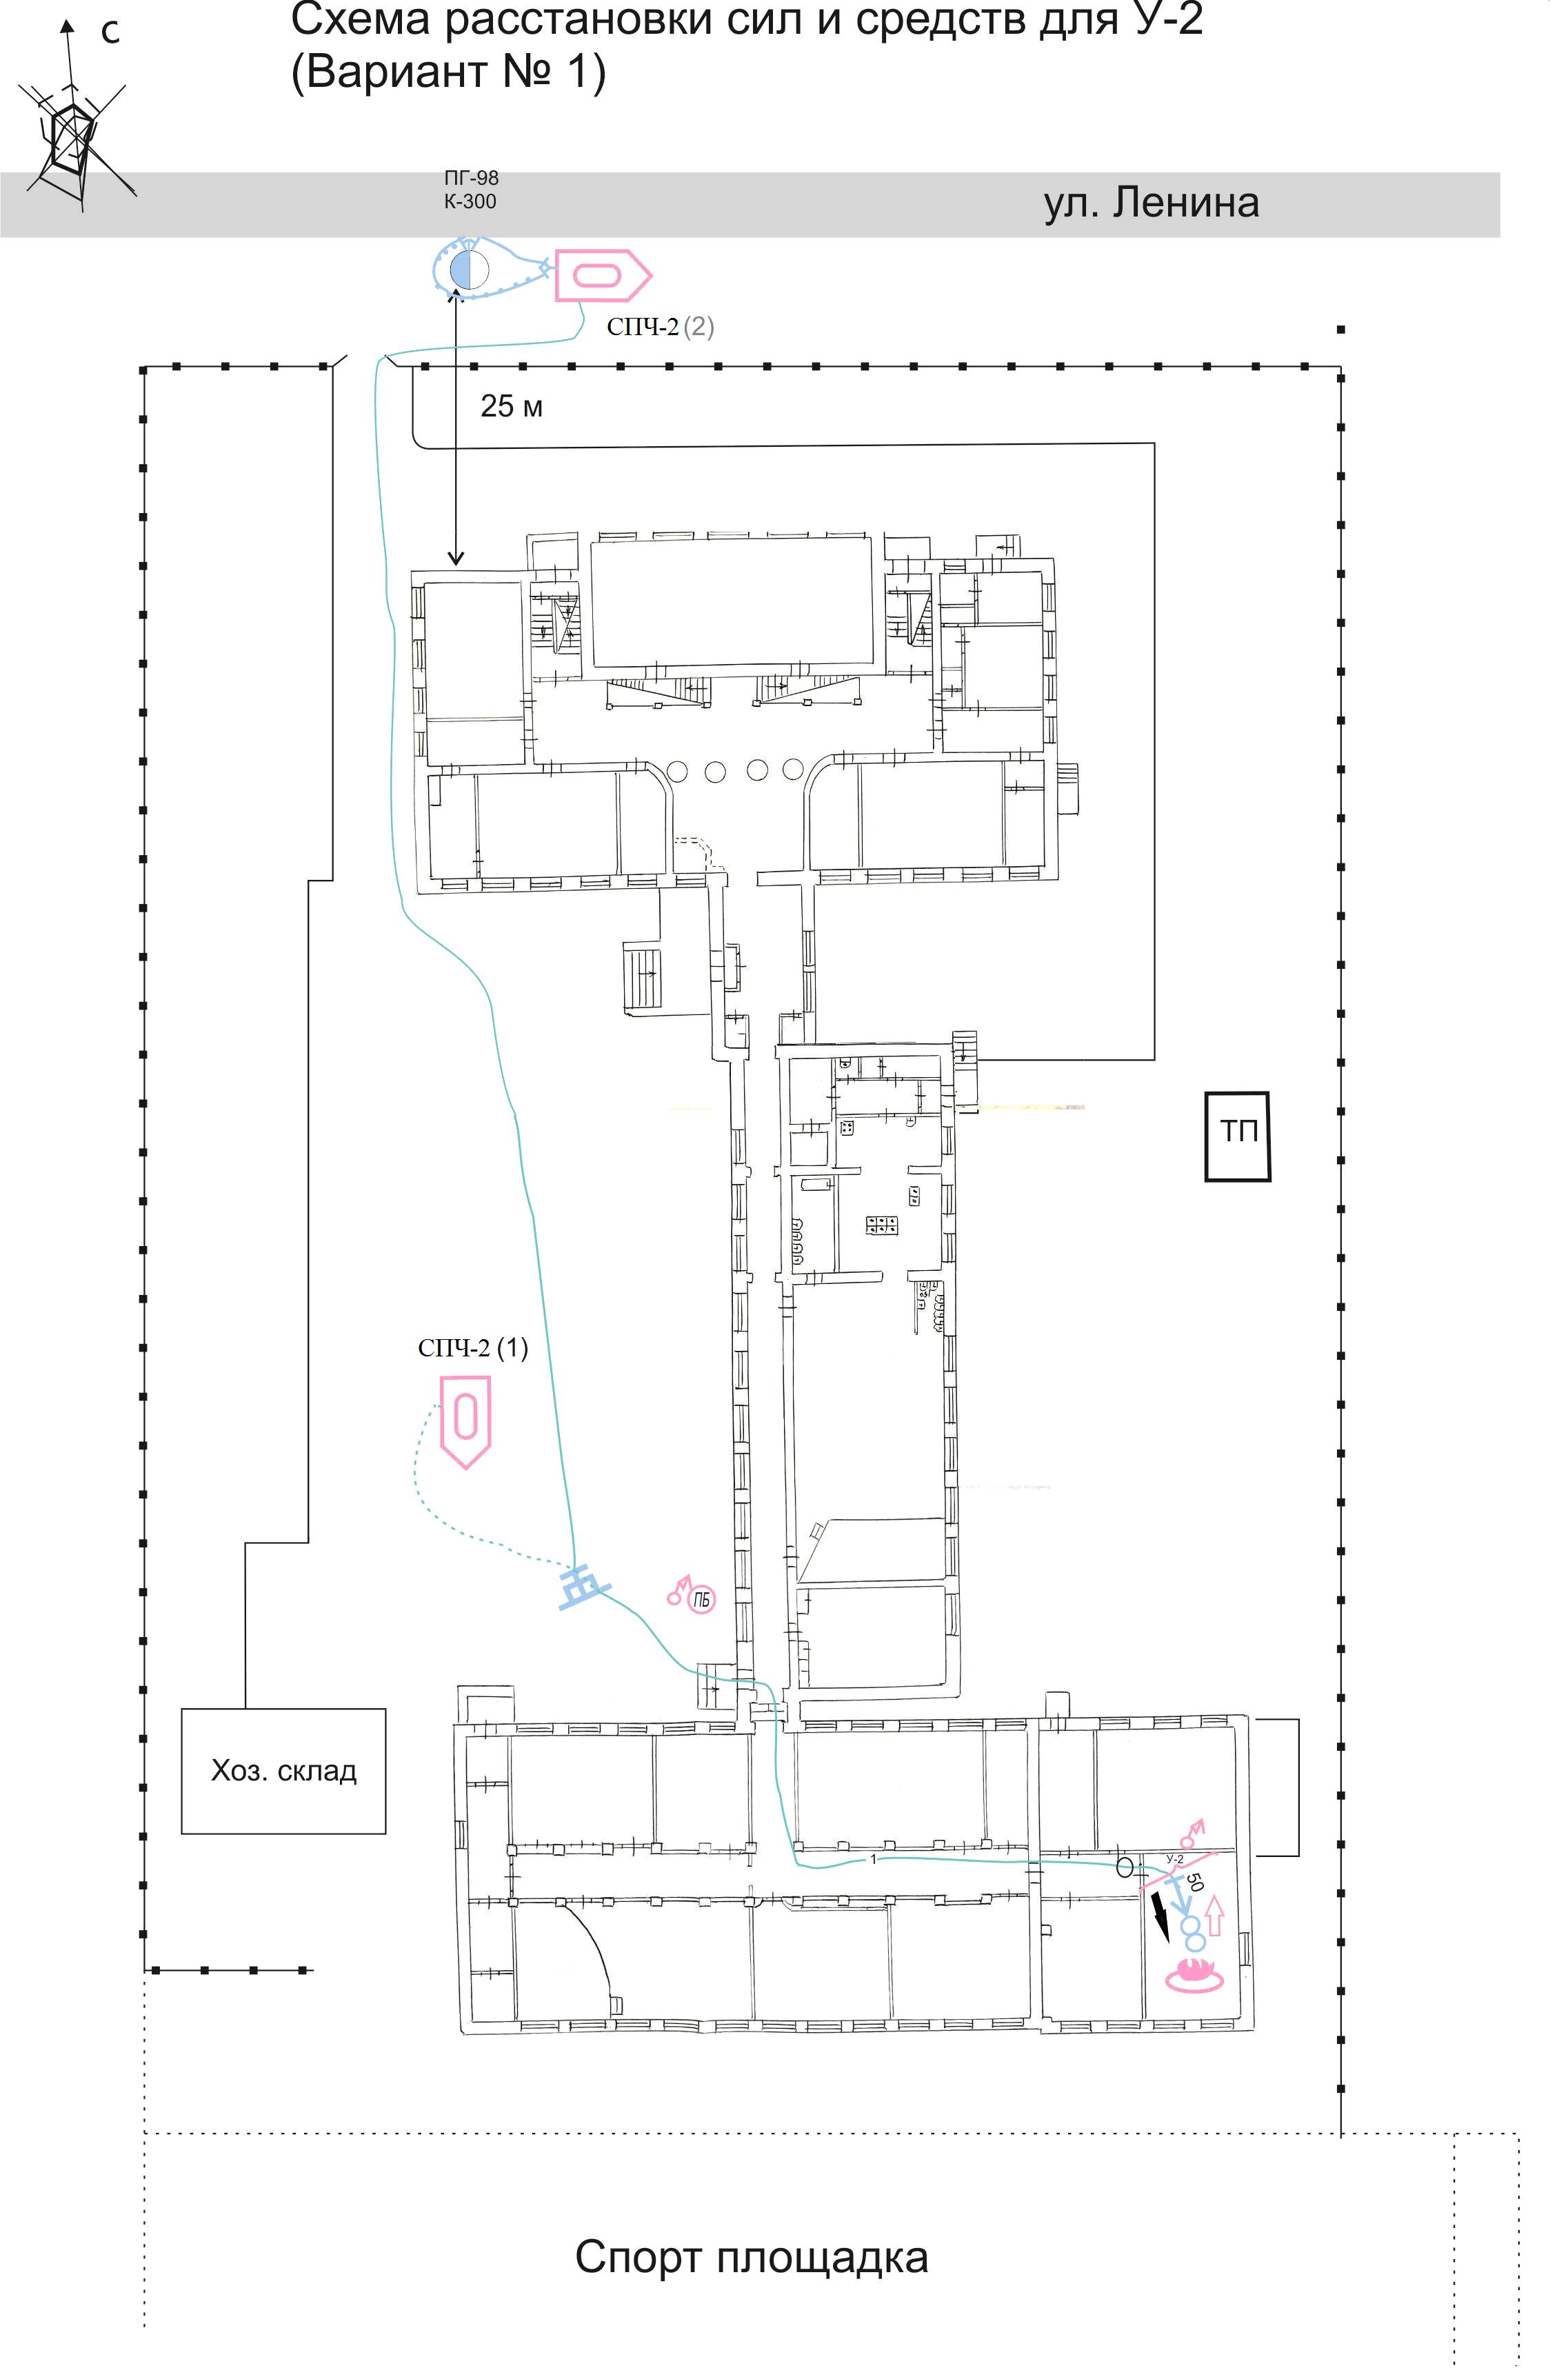 С
Схема расстановки сил и средств для У-2
(Вариант № 1)
ПГ-98
К-300
ул. Ленина
СПЧ-2 (2)
25 м
ТП
СПЧ-2 (1)
ПБ
Хоз. склад
1
У-2
50
Спорт площадка